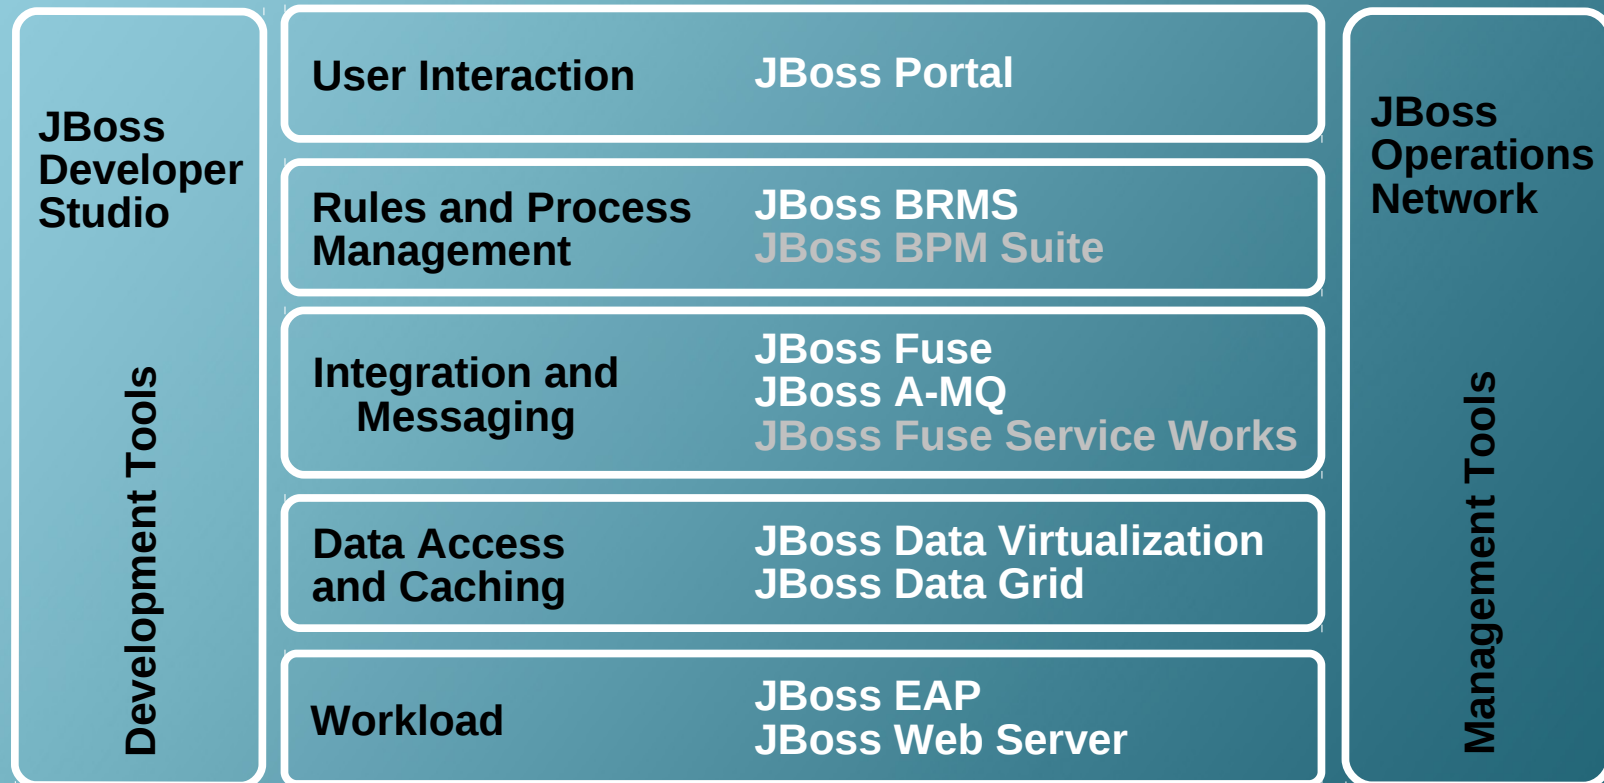 JBoss
Developer
Studio
Development Tools
User Interaction
JBoss Portal
Rules and Process
Management
JBoss BRMS
JBoss BPM Suite
Integration and
Messaging
JBoss Fuse
JBoss A-MQ
JBoss Fuse Service Works
Data Access
and Caching
JBoss Data Virtualization
JBoss Data Grid
Workload
JBoss EAP
JBoss Web Server
JBoss
Operations
Network
Management Tools